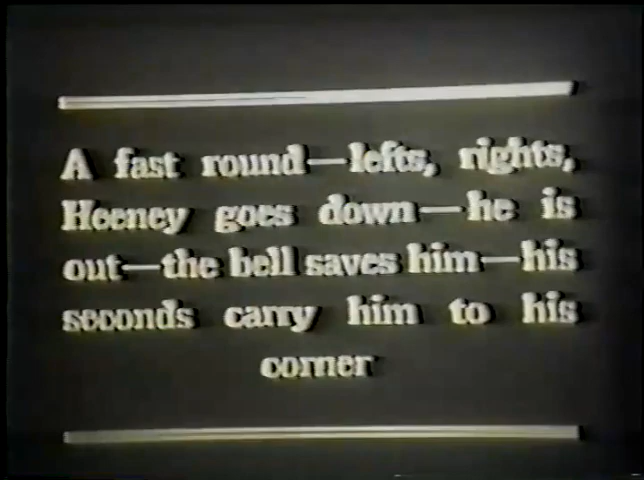 A fast round—lefts, rights,
Heeney goes down—he is
out—the bell saves him—his
seconds carry him to his
corner